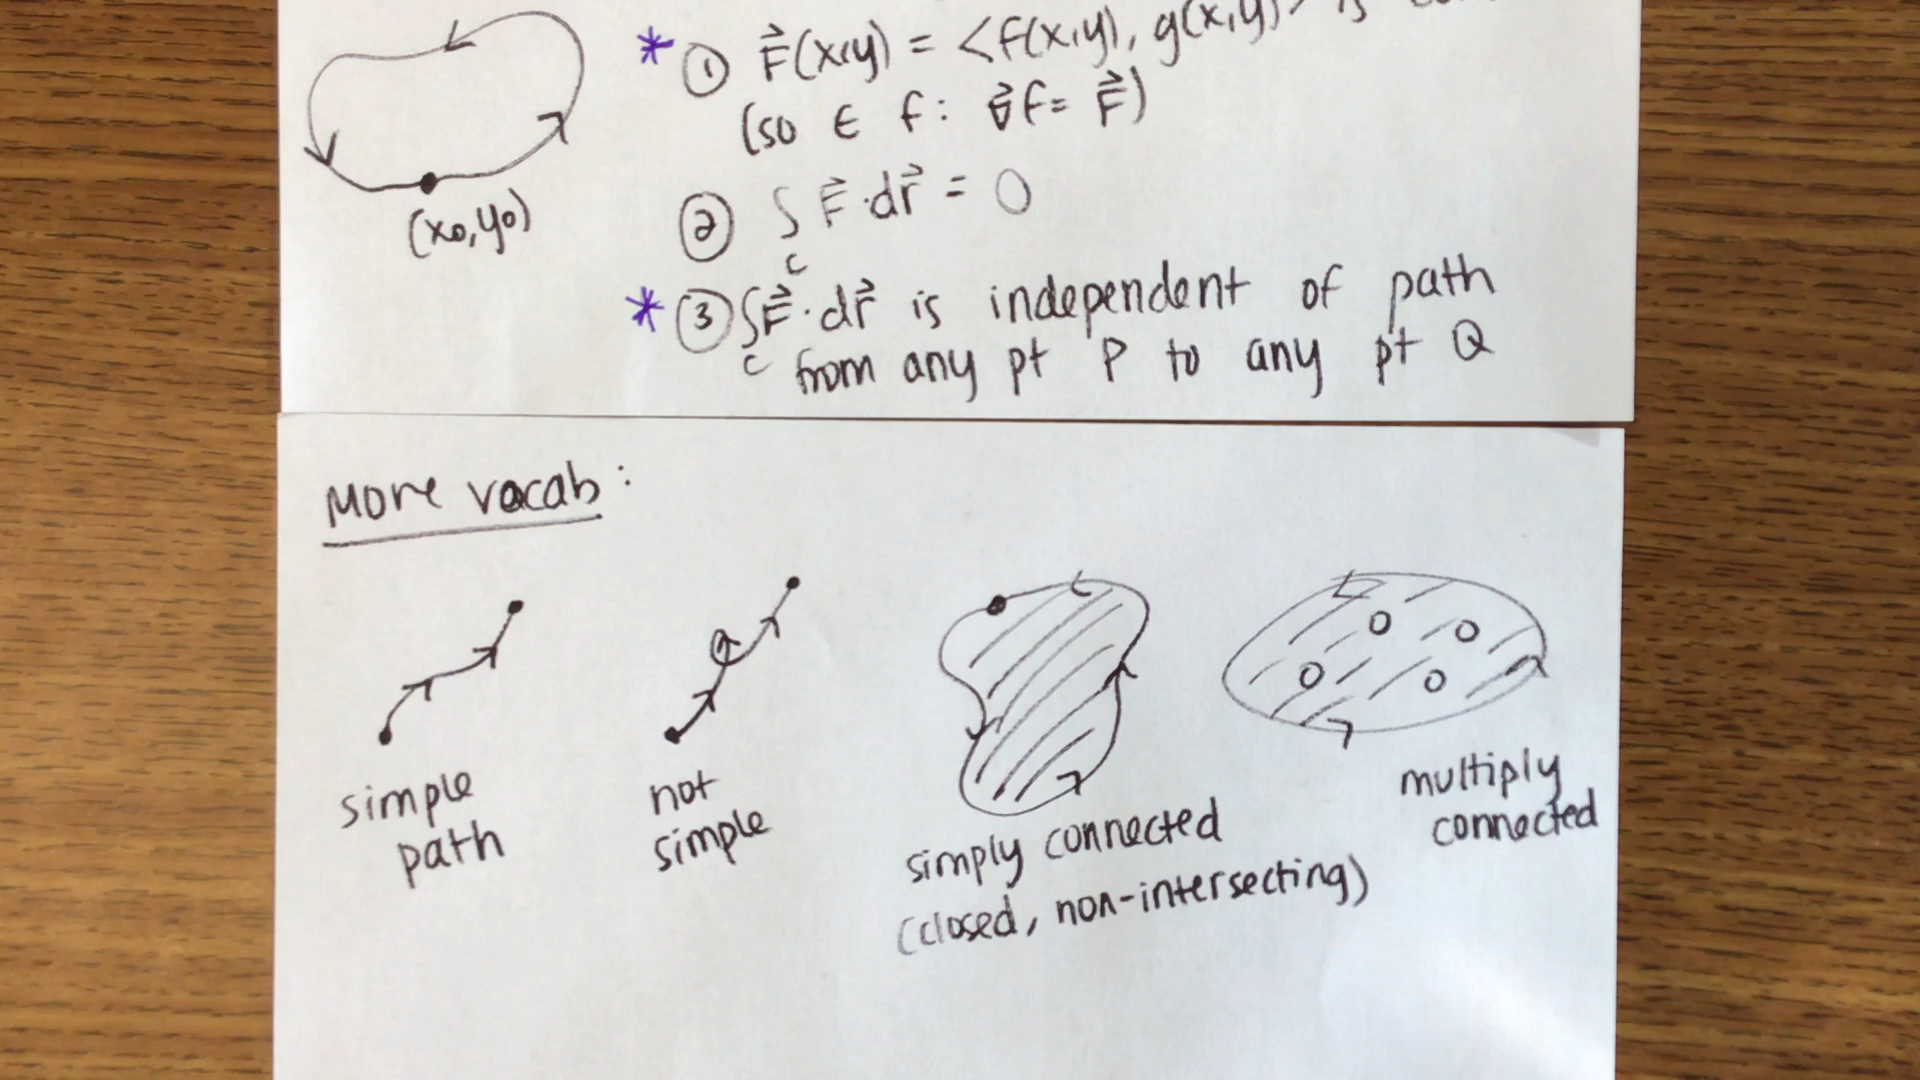 * ① F⃗(x,y) = <f(x,y), g(x,y)> is
(so ∈ f: ∇⃗f = F⃗)
② ∫ F⃗·dr⃗ = 0
c
(x₀,y₀)
* ③ ∫F⃗·dr⃗ is independent of path
c from any pt P to any pt Q
More vocab:
simple
path
not
simple
simply connected
(closed, non-intersecting)
multiply
connected